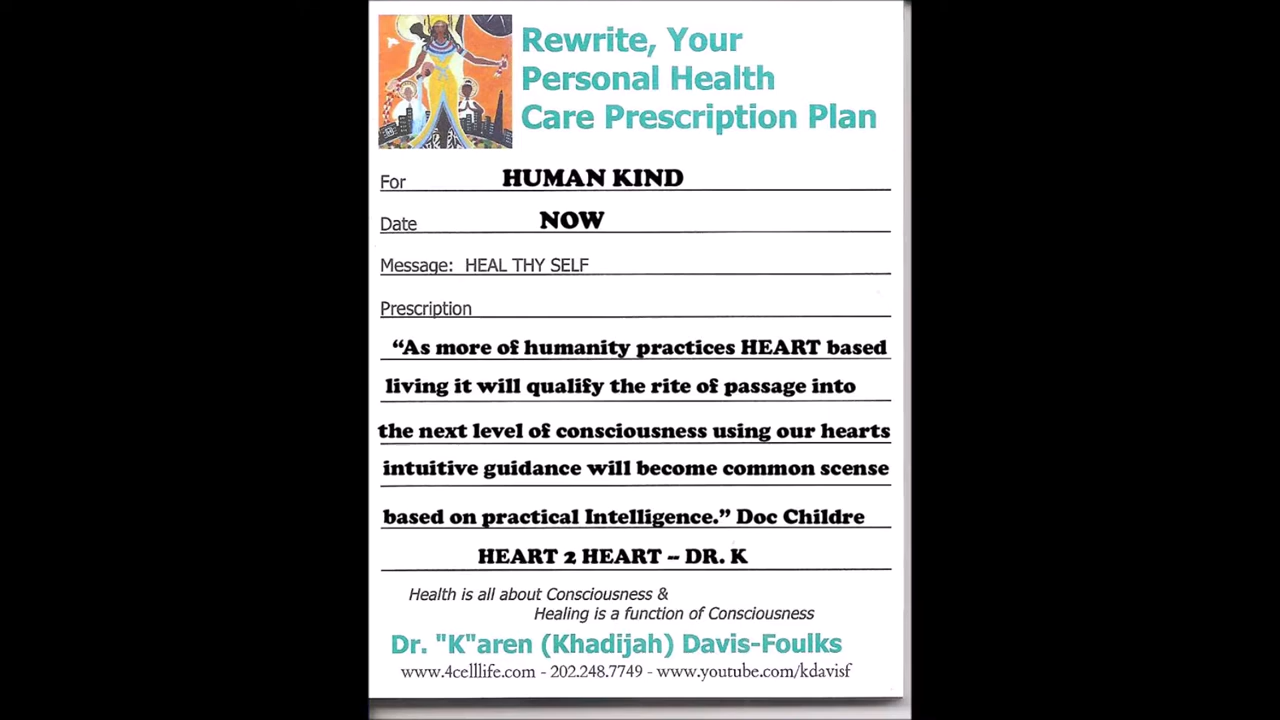 Rewrite, Your
Personal Health
Care Prescription Plan
For HUMAN KIND
Date NOW
Message: HEAL THY SELF
Prescription
“As more of humanity practices HEART based
living it will qualify the rite of passage into
the next level of consciousness using our hearts
intuitive guidance will become common scense
based on practical Intelligence.” Doc Childre
HEART 2 HEART -- DR. K
Health is all about Consciousness &
Healing is a function of Consciousness
Dr. "K"aren (Khadijah) Davis-Foulks
www.4celllife.com - 202.248.7749 - www.youtube.com/kdavisf